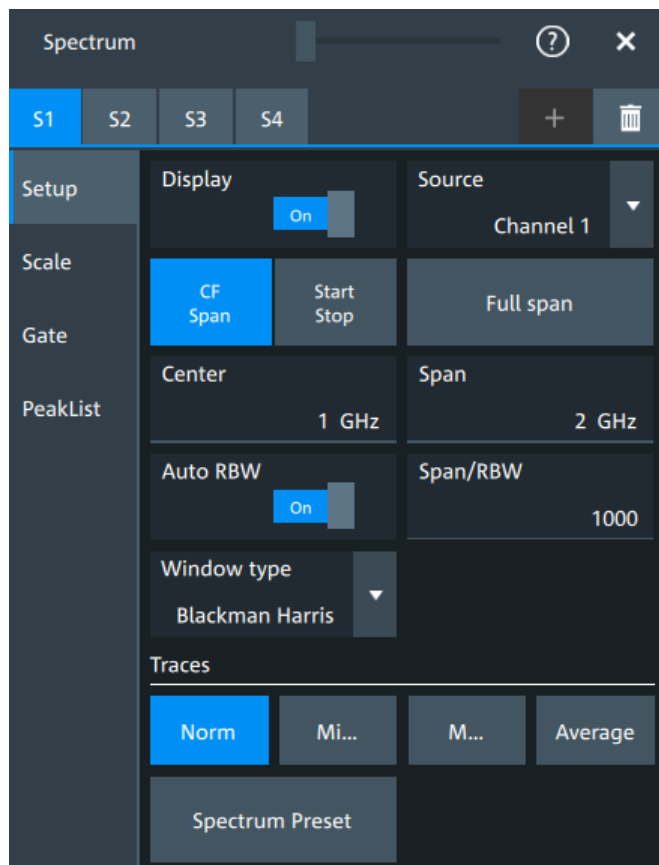 Spectrum ?
S1 S2 S3 S4 +
Setup
Scale
Gate
PeakList
Display
On
Source
Channel 1
CF
Span
Start
Stop
Full span
Center
1 GHz
Span
2 GHz
Auto RBW
On
Span/RBW
1000
Window type
Blackman Harris
Traces
Norm Mi... M... Average
Spectrum Preset